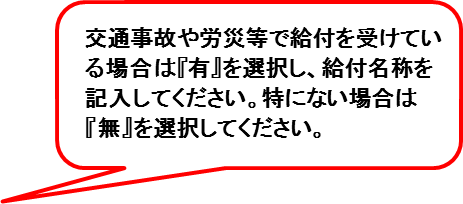 交通事故や労災等で給付を受けてい
る場合は『有』を選択し、給付名称を
記入してください。特にない場合は
『無』を選択してください。